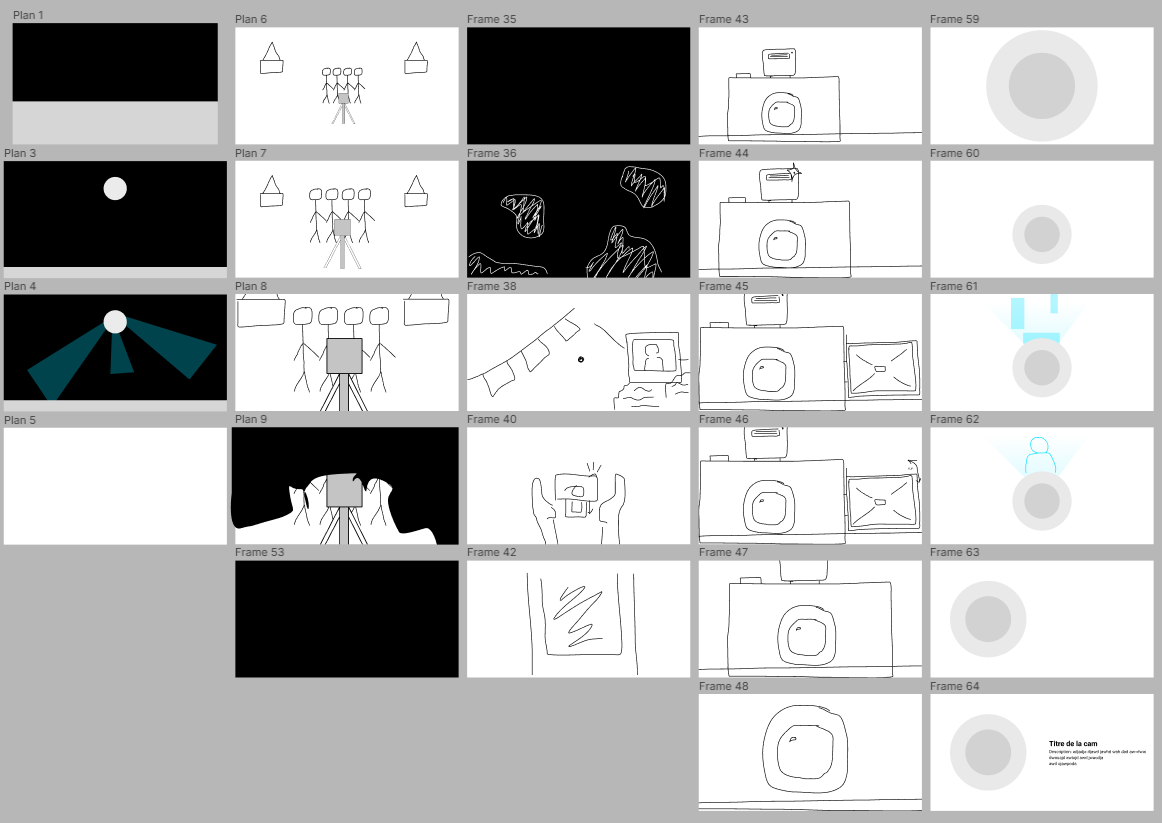 Plan 1
Plan 6
Frame 35
Frame 43
Frame 59
Plan 3
Plan 7
Frame 36
Frame 44
Frame 60
Plan 4
Plan 8
Frame 38
Frame 45
Frame 61
Plan 5
Plan 9
Frame 40
Frame 46
Frame 62
Frame 53
Frame 42
Frame 47
Frame 63
Frame 48
Frame 64
Titre de la cam
Description: